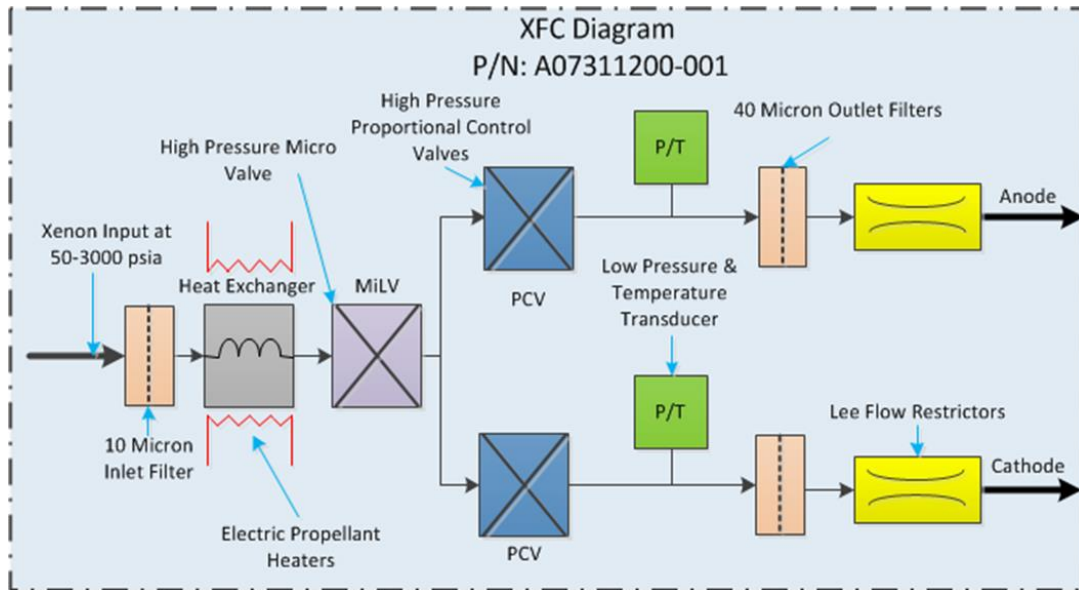 XFC Diagram
P/N: A07311200-001
High Pressure
Proportional Control
Valves
40 Micron Outlet Filters
High Pressure Micro
Valve
P/T
Xenon Input at
50-3000 psia
Anode
Heat Exchanger
MiLV
PCV
Low Pressure &
Temperature
Transducer
10 Micron
Inlet Filter
P/T
Lee Flow Restrictors
Cathode
Electric Propellant
Heaters
PCV